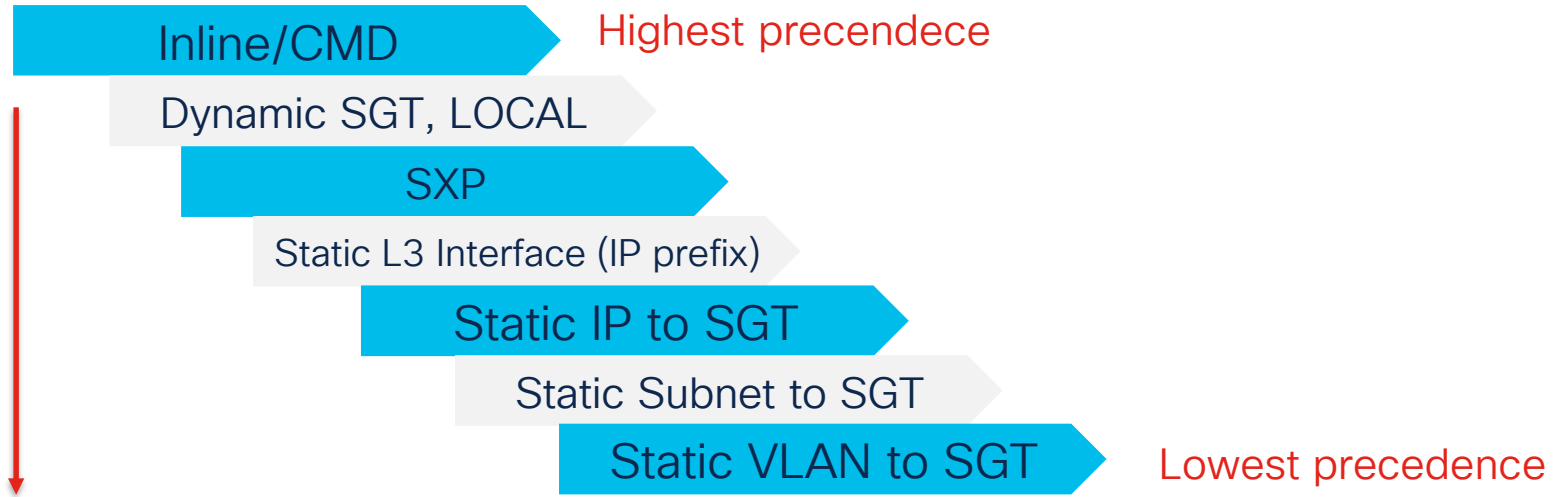 Inline/CMD
Highest precendece
Dynamic SGT, LOCAL
SXP
Static L3 Interface (IP prefix)
Static IP to SGT
Static Subnet to SGT
Static VLAN to SGT
Lowest precedence